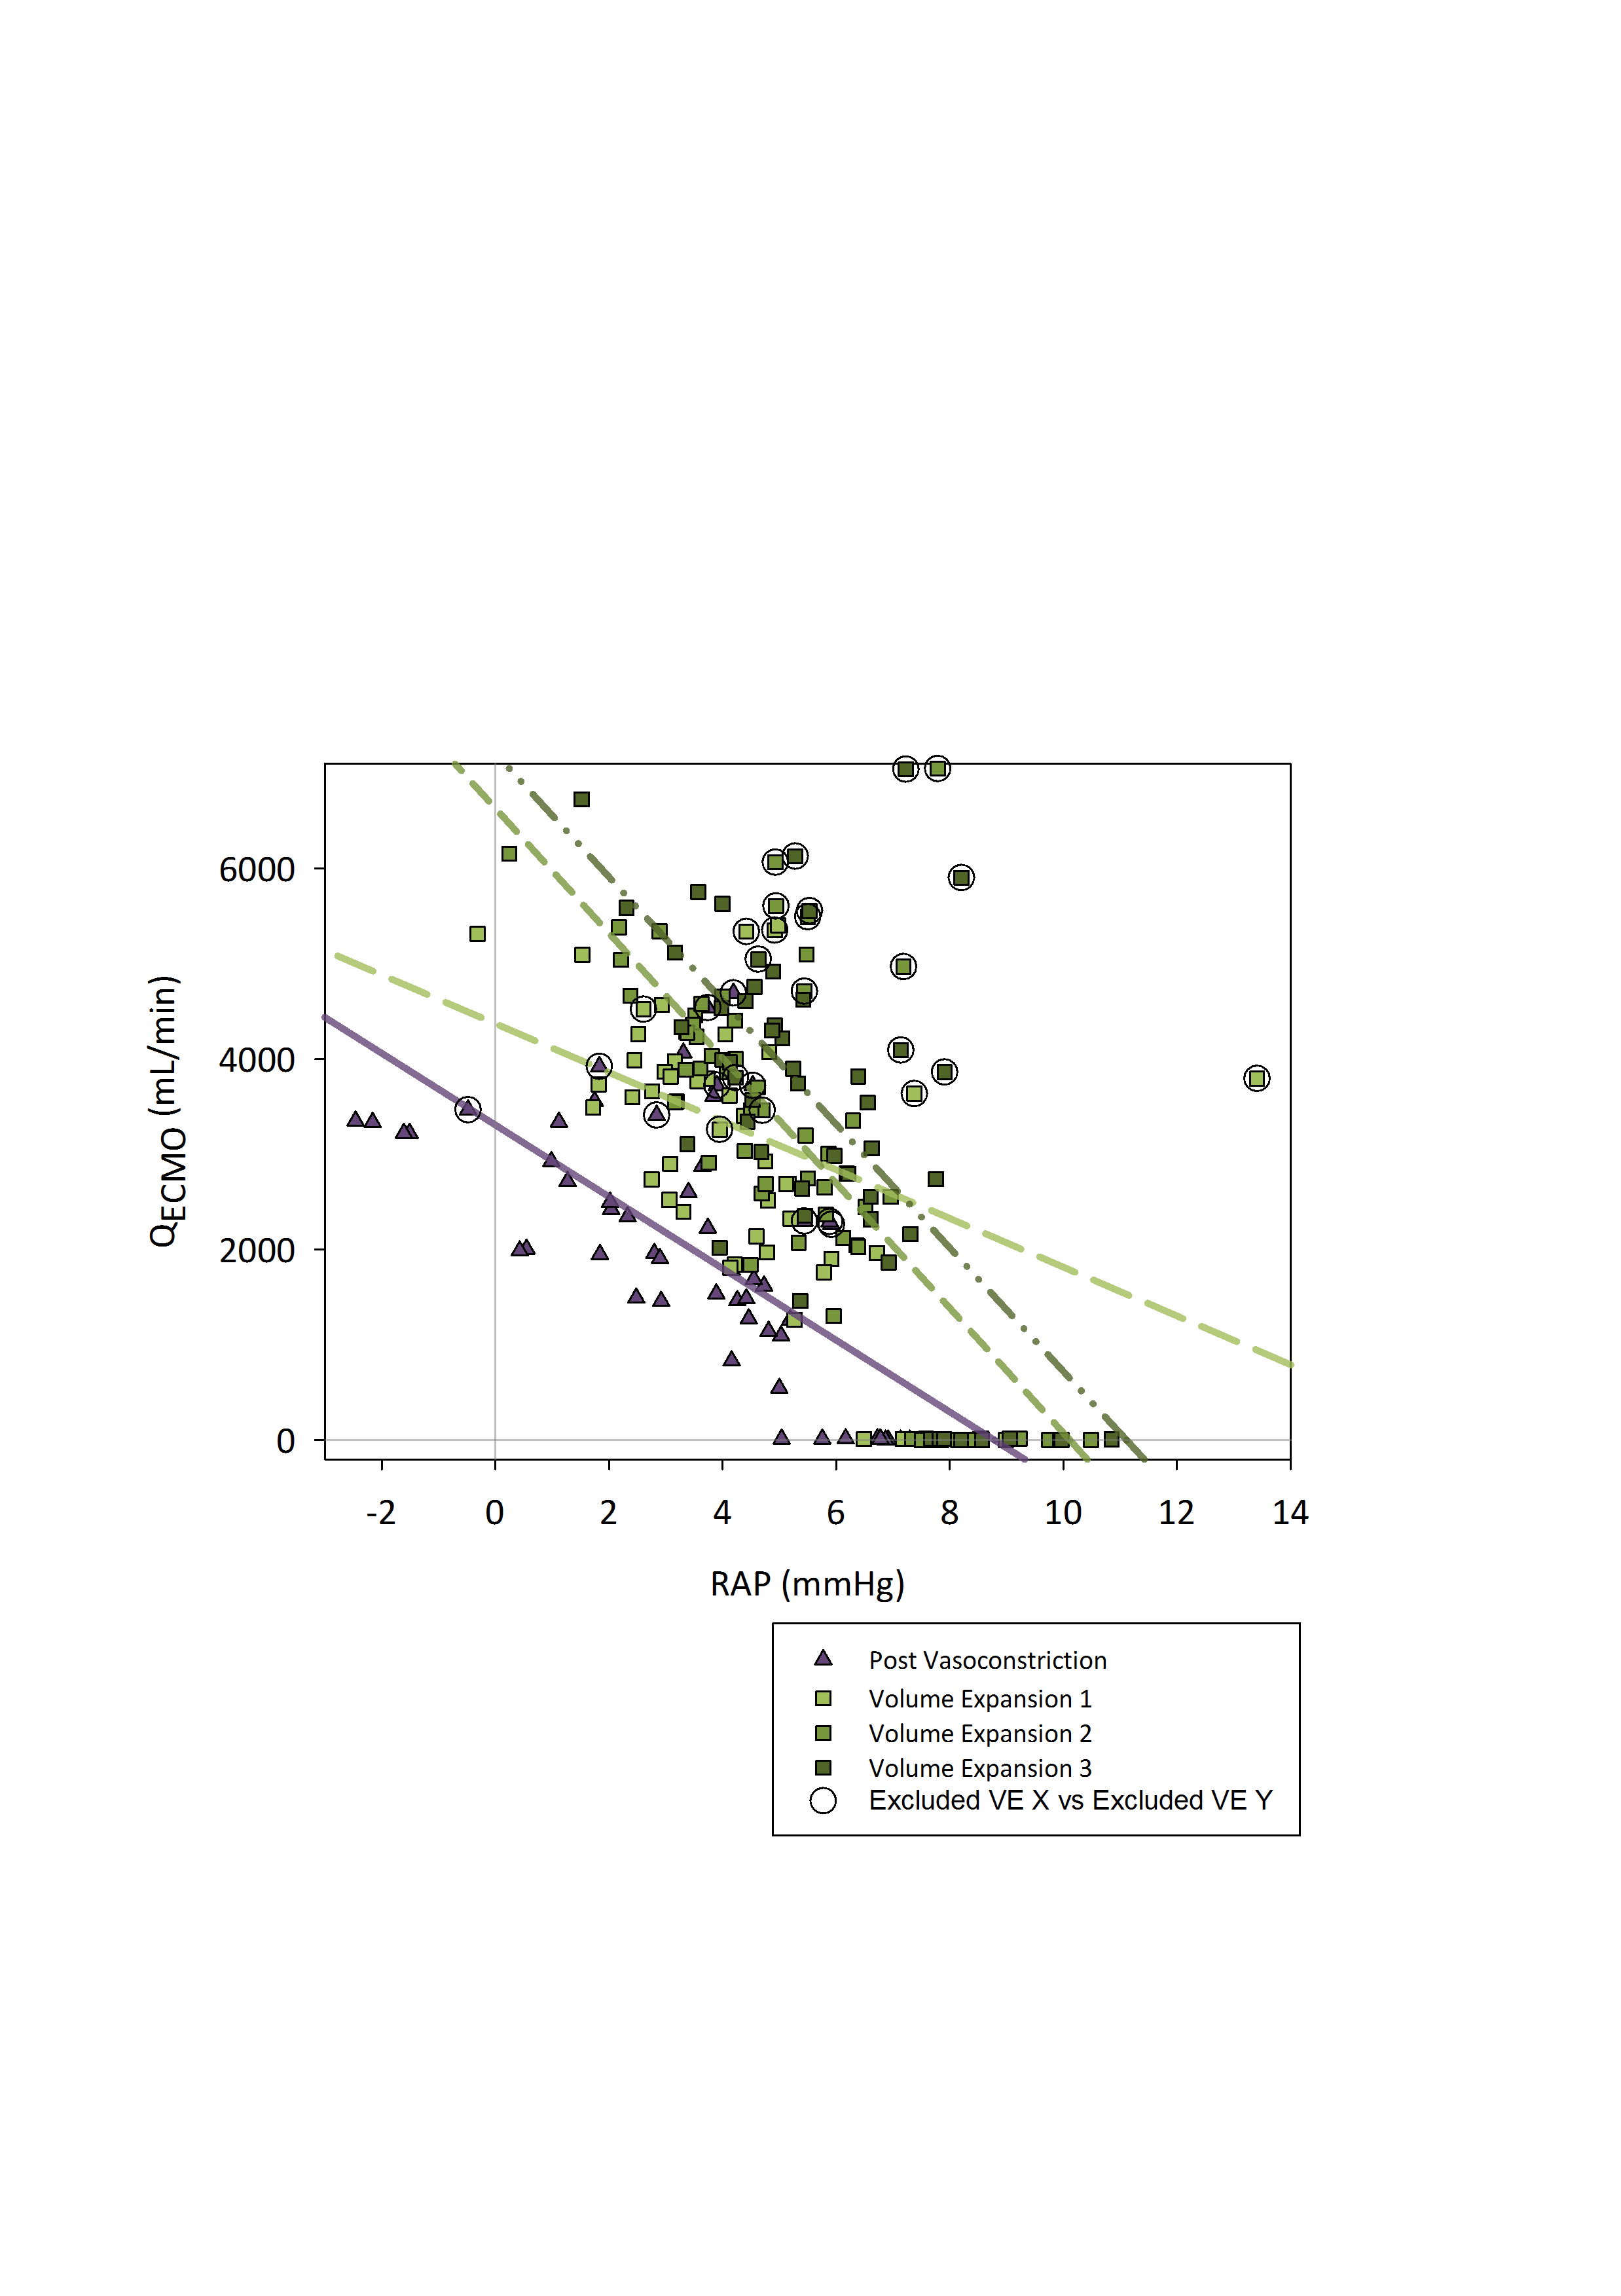 6000
4000
2000
0
QECMO (mL/min)
-2 0 2 4 6 8 10 12 14
RAP (mmHg)
Post Vasoconstriction
Volume Expansion 1
Volume Expansion 2
Volume Expansion 3
Excluded VE X vs Excluded VE Y